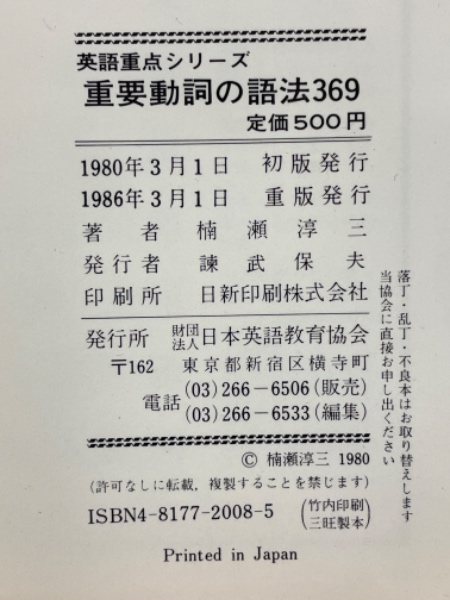 英語重点シリーズ
重要動詞の語法369
定価500円
1980年3月1日 初版発行
1986年3月1日 重版発行
著者 楠瀬淳三
発行者 諫武保夫
印刷所 日新印刷株式会社
発行所 財団法人日本英語教育協会
〒162 東京都新宿区横寺町
電話 (03)266-6506(販売)
(03)266-6533(編集)
© 楠瀬淳三 1980
(許可なしに転載,複製することを禁じます)
ISBN4-8177-2008-5 (竹内印刷 三旺製本)
Printed in Japan
落丁・乱丁・不良本はお取り替えします
当協会に直接お申し出ください